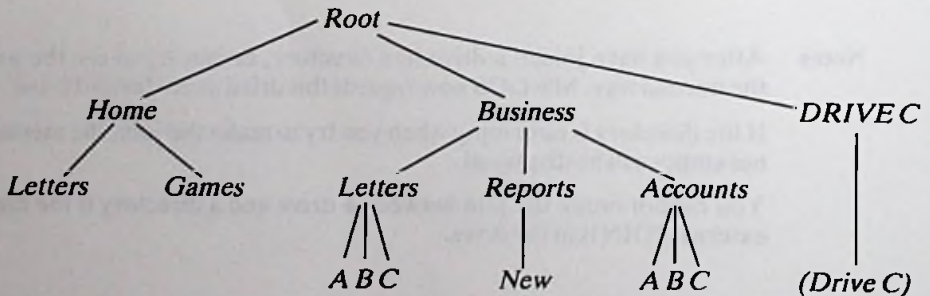 Root
Home Business DRIVE C
Letters Games Letters Reports Accounts
A B C New A B C (Drive C)